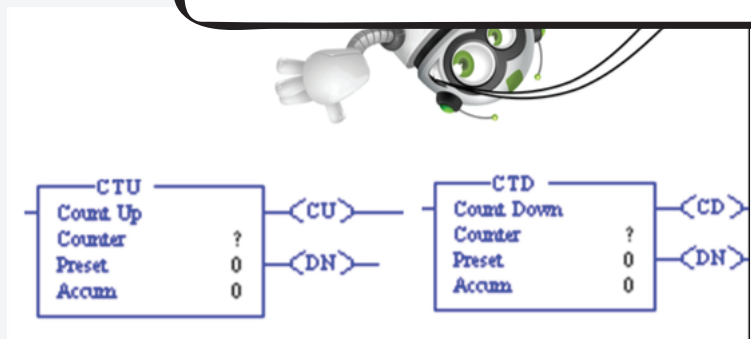 CTU
Count Up
Counter ?
Preset 0
Accum 0
CU
DN
CTD
Count Down
Counter ?
Preset 0
Accum 0
CD
DN